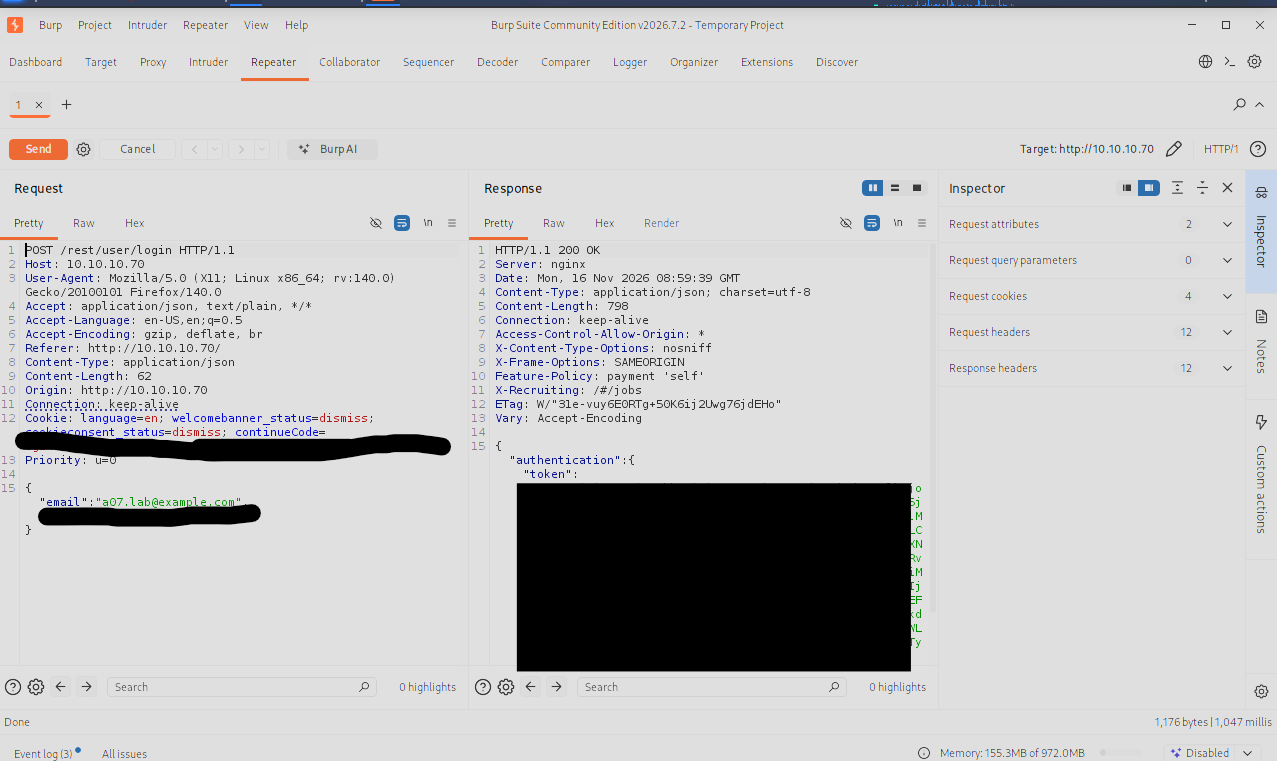 Burp Project Intruder Repeater View Help
Burp Suite Community Edition v2026.7.2 - Temporary Project
Dashboard Target Proxy Intruder Repeater Collaborator Sequencer Decoder Comparer Logger Organizer Extensions Discover
1
Send Cancel Burp AI
Target: http://10.10.10.70 HTTP/1
Request
Pretty Raw Hex
\n
1 POST /rest/user/login HTTP/1.1
2 Host: 10.10.10.70
3 User-Agent: Mozilla/5.0 (X11; Linux x86_64; rv:140.0)
Gecko/20100101 Firefox/140.0
4 Accept: application/json, text/plain, */*
5 Accept-Language: en-US,en;q=0.5
6 Accept-Encoding: gzip, deflate, br
7 Referer: http://10.10.10.70/
8 Content-Type: application/json
9 Content-Length: 62
10 Origin: http://10.10.10.70
11 Connection: keep-alive
12 Cookie: language=en; welcomebanner_status=dismiss;
cookieconsent_status=dismiss; continueCode=
13 Priority: u=0
14
15 {
"email":"a07.lab@example.com",
}
Search
0 highlights
Response
Pretty Raw Hex Render
\n
1 HTTP/1.1 200 OK
2 Server: nginx
3 Date: Mon, 16 Nov 2026 08:59:39 GMT
4 Content-Type: application/json; charset=utf-8
5 Content-Length: 798
6 Connection: keep-alive
7 Access-Control-Allow-Origin: *
8 X-Content-Type-Options: nosniff
9 X-Frame-Options: SAMEORIGIN
10 Feature-Policy: payment 'self'
11 X-Recruiting: /#/jobs
12 ETag: W/"31e-vuy6E0RTg+50K6ij2Uwg76jdEHo"
13 Vary: Accept-Encoding
14
15 {
"authentication":{
"token":
Search
0 highlights
Inspector
Request attributes 2
Request query parameters 0
Request cookies 4
Request headers 12
Response headers 12
Inspector
Notes
Custom actions
Done
1,176 bytes | 1,047 millis
Event log (3) All issues
Memory: 155.3MB of 972.0MB
Disabled